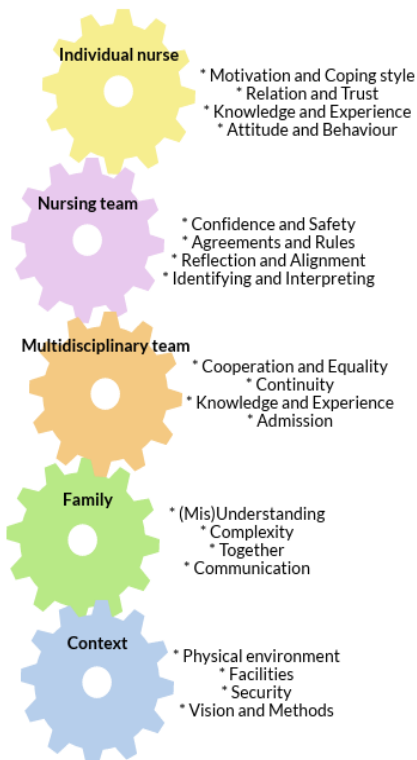 Individual nurse
* Motivation and Coping style
* Relation and Trust
* Knowledge and Experience
* Attitude and Behaviour
Nursing team
* Confidence and Safety
* Agreements and Rules
* Reflection and Alignment
* Identifying and Interpreting
Multidisciplinary team
* Cooperation and Equality
* Continuity
* Knowledge and Experience
* Admission
Family
* (Mis)Understanding
* Complexity
* Together
* Communication
Context
* Physical environment
* Facilities
* Security
* Vision and Methods